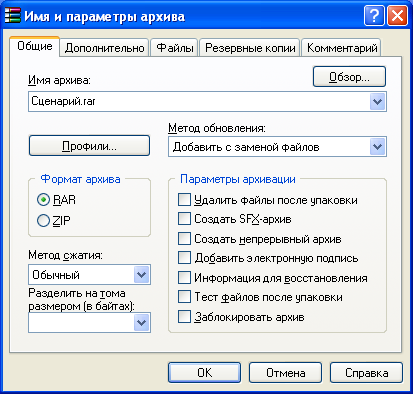 Имя и параметры архива
Общие Дополнительно Файлы Резервные копии Комментарий
Имя архива:
Обзор...
Сценарий.rar
Метод обновления:
Профили...
Добавить с заменой файлов
Формат архива
RAR
ZIP
Метод сжатия:
Обычный
Разделить на тома
размером (в байтах):
Параметры архивации
Удалить файлы после упаковки
Создать SFX-архив
Создать непрерывный архив
Добавить электронную подпись
Информация для восстановления
Тест файлов после упаковки
Заблокировать архив
OK Отмена Справка